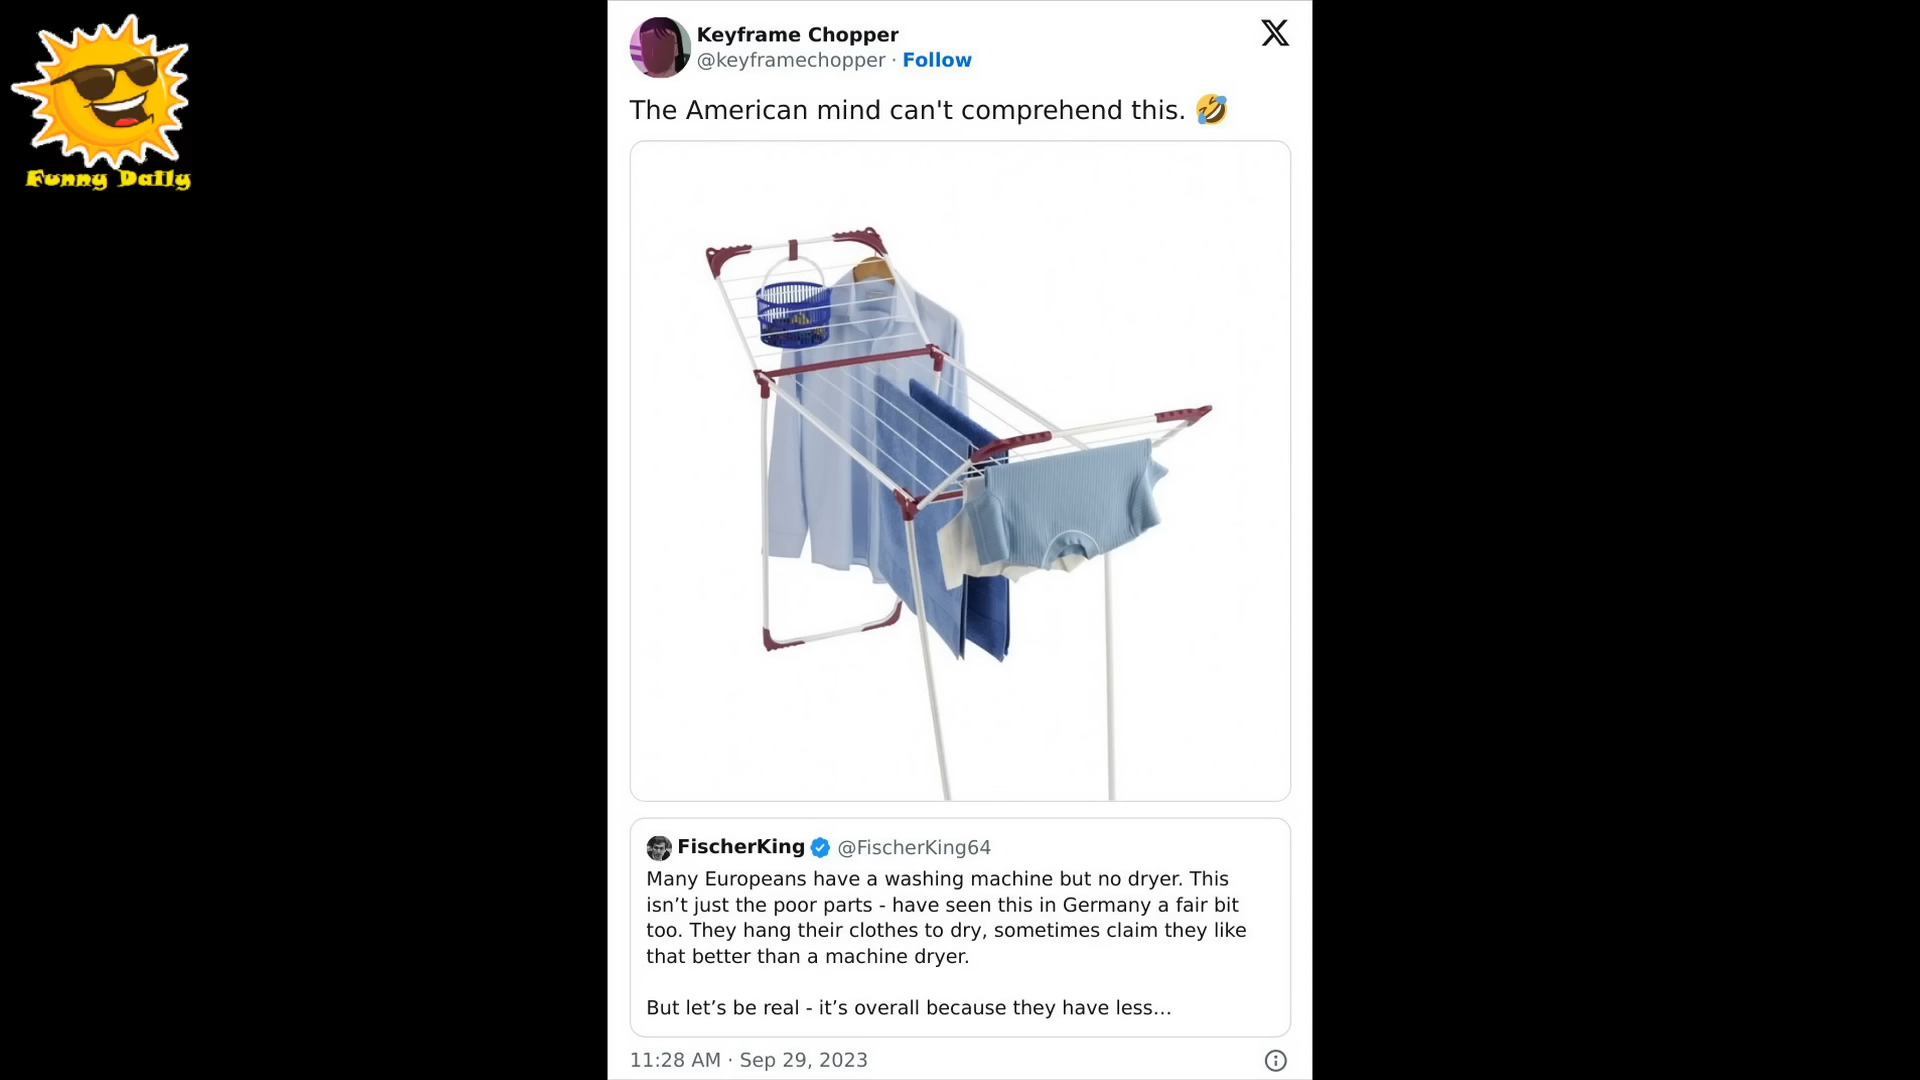 Funny Daily
Keyframe Chopper
@keyframechopper · Follow
The American mind can't comprehend this. 🤣
FischerKing @FischerKing64
Many Europeans have a washing machine but no dryer. This
isn’t just the poor parts - have seen this in Germany a fair bit
too. They hang their clothes to dry, sometimes claim they like
that better than a machine dryer.
But let’s be real - it’s overall because they have less…
11:28 AM · Sep 29, 2023